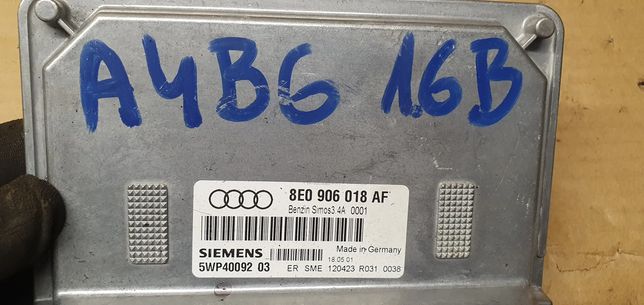 A4B6 1.6B
8E0 906 018 AF
Benzin Simos3.4A 0001
SIEMENS Made in Germany
18.05.01
5WP40092 03 ER SME 120423 R031 0038